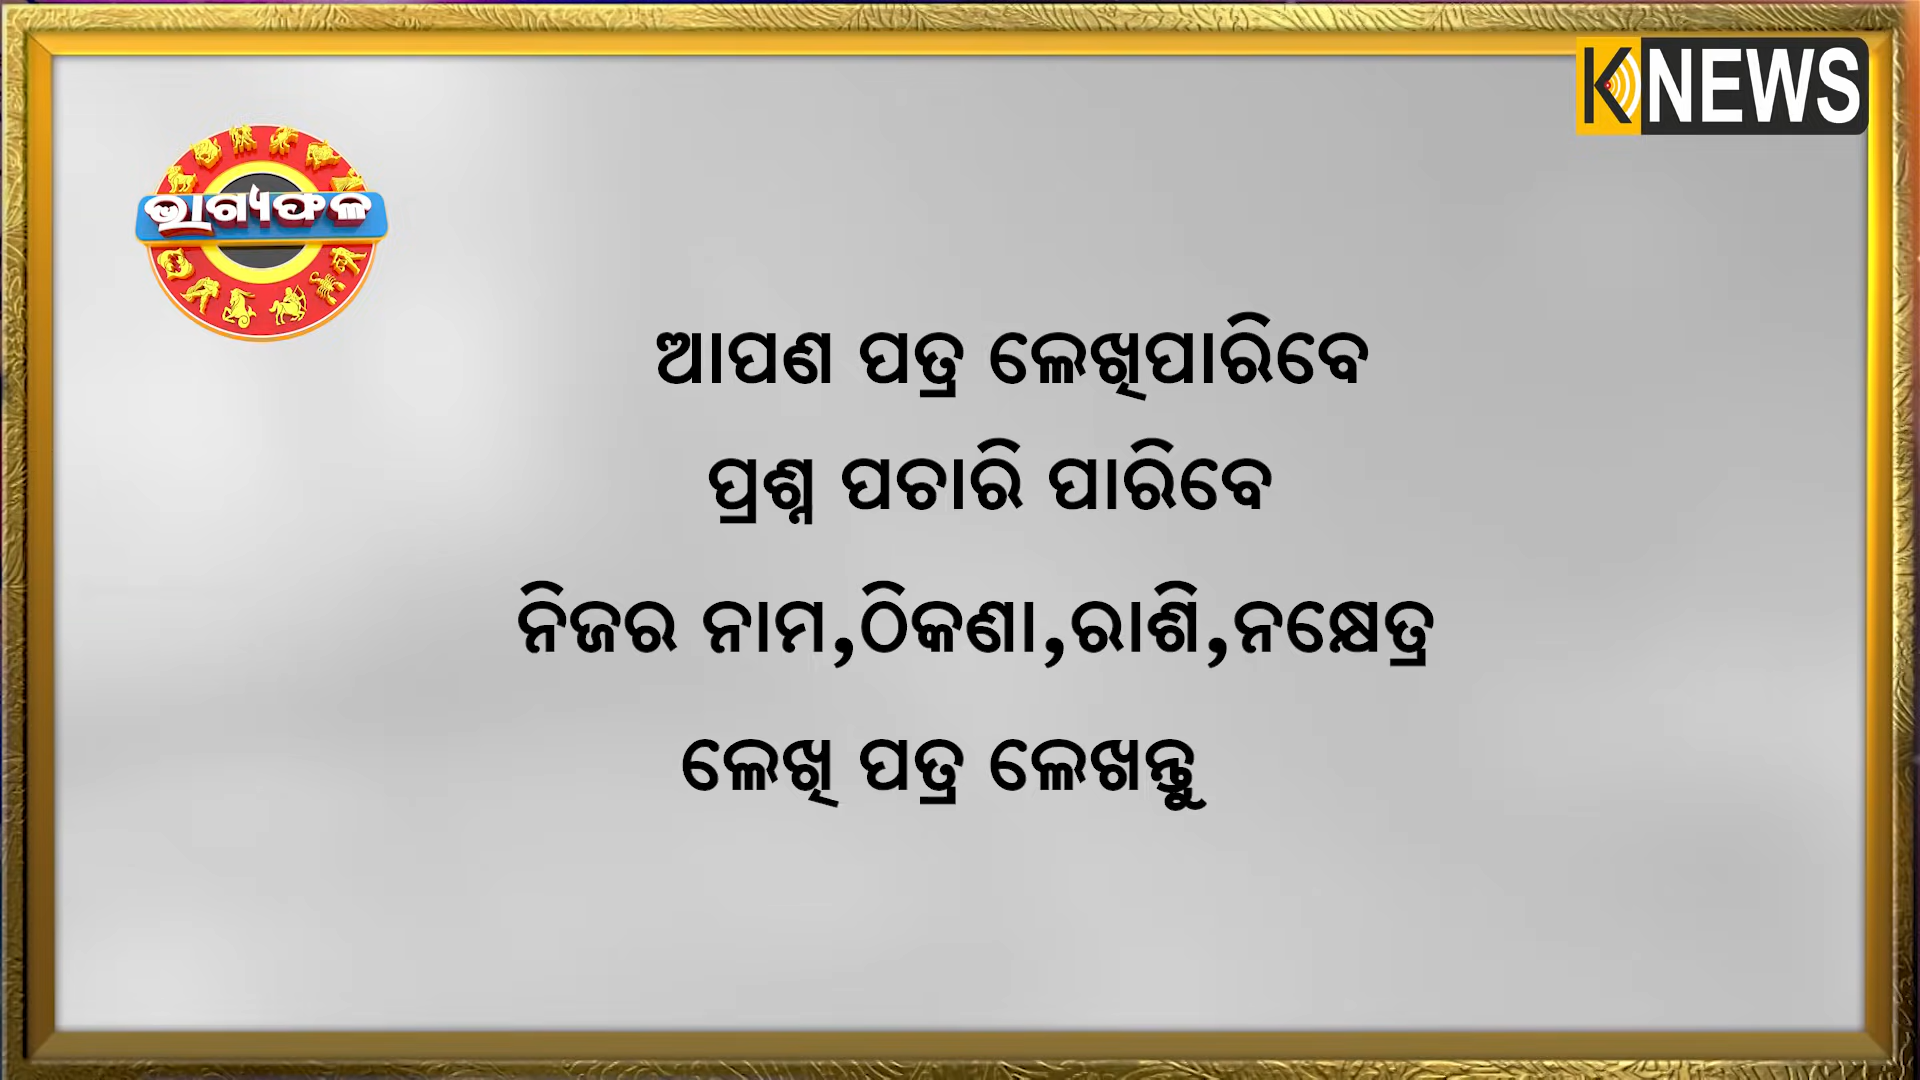 KNEWS
ଭାଗ୍ୟଫଳ
ଆପଣ ପତ୍ର ଲେଖିପାରିବେ
ପ୍ରଶ୍ନ ପଚାରି ପାରିବେ
ନିଜର ନାମ,ଠିକଣା,ରାଶି,ନକ୍ଷେତ୍ର
ଲେଖି ପତ୍ର ଲେଖନ୍ତୁ